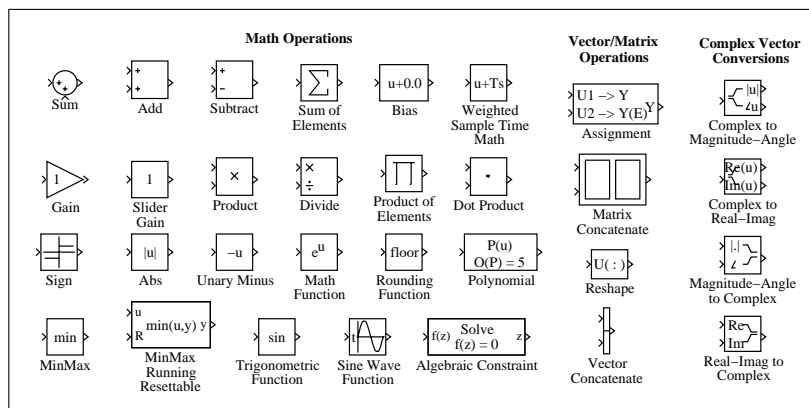 Math Operations
Vector/Matrix
Operations
Complex Vector
Conversions
+
+
Sum
+
+
Add
+
−
Subtract
∑
Sum of
Elements
u+0.0
Bias
u+Ts
Weighted
Sample Time
Math
U1 −> Y
U2 −> Y(E)
Y
Assignment
|u|
∠u
Complex to
Magnitude−Angle
1
Gain
1
Slider
Gain
×
Product
×
÷
Divide
∏
Product of
Elements
·
Dot Product
Matrix
Concatenate
Re(u)
Im(u)
Complex to
Real−Imag
Sign
|u|
Abs
−u
Unary Minus
eᵘ
Math
Function
floor
Rounding
Function
P(u)
O(P) = 5
Polynomial
U( : )
Reshape
|.|
∠
Magnitude−Angle
to Complex
min
MinMax
u
R
min(u,y)
y
MinMax
Running
Resettable
sin
Trigonometric
Function
t
Sine Wave
Function
f(z)
Solve
f(z) = 0
z
Algebraic Constraint
Vector
Concatenate
Re
Im
Real−Imag to
Complex